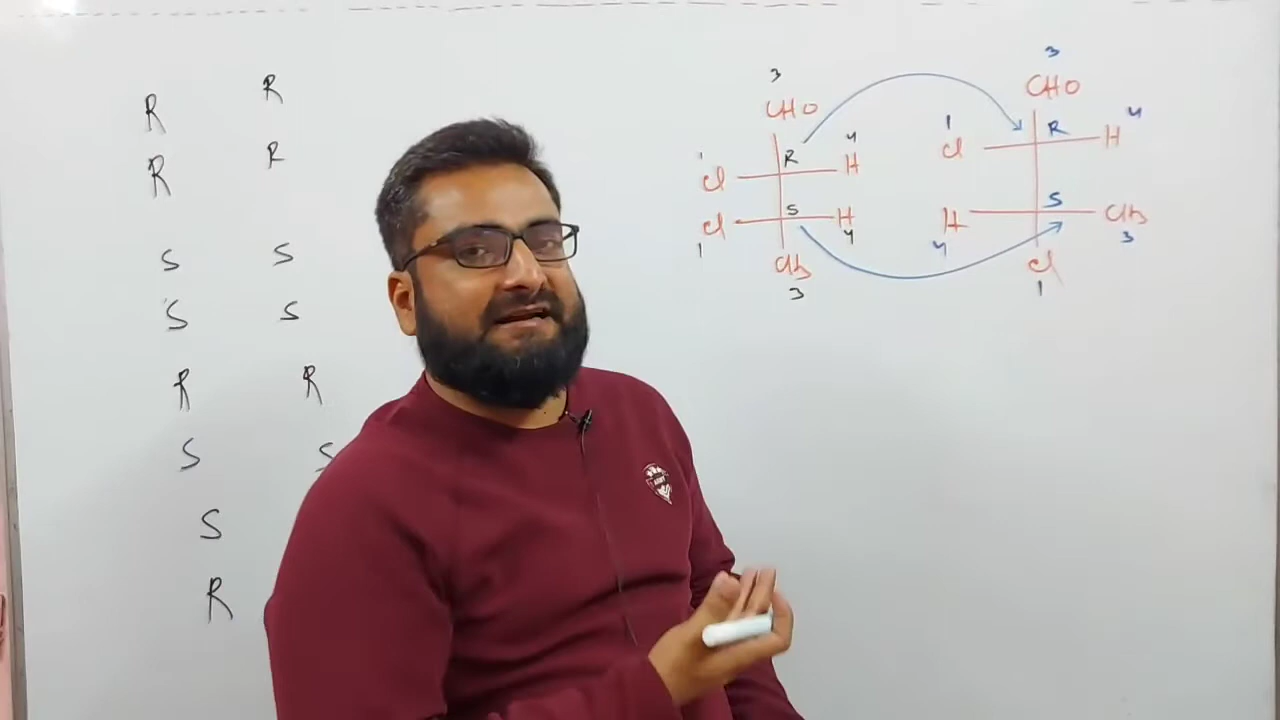 R R
R R
S S
S S
R R
S S
S
R
3
CHO
1 Cl R H 4
Cl S H
1 4
CH3
3
3
CHO
1 4
Cl R H
H S CH3
4 3
Cl
1